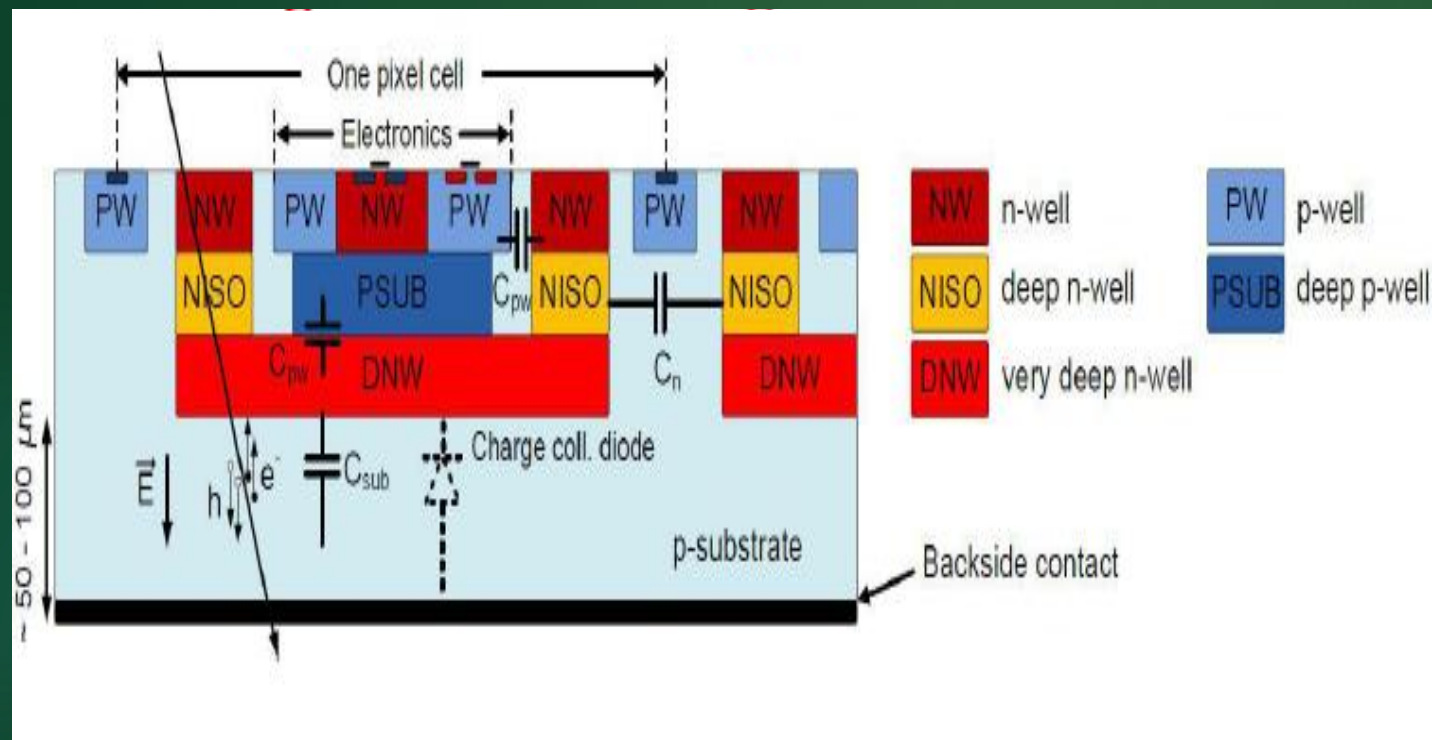 One pixel cell
Electronics
PW NW PW NW PW NW PW NW
NISO PSUB C_pw NISO NISO
C_pw DNW C_n DNW
E h e⁻ C_sub Charge coll. diode
~ 50 - 100 µm
p-substrate
Backside contact
NW n-well
NISO deep n-well
DNW very deep n-well
PW p-well
PSUB deep p-well